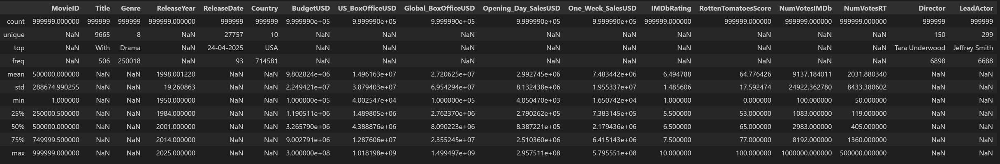 MovieID Title Genre ReleaseYear ReleaseDate Country BudgetUSD US_BoxOfficeUSD Global_BoxOfficeUSD Opening_Day_SalesUSD One_Week_SalesUSD IMDbRating RottenTomatoesScore NumVotesIMDb NumVotesRT Director LeadActor
count 999999.000000 999999 999999 999999.000000 999999 999999 9.999990e+05 9.999990e+05 9.999990e+05 9.999990e+05 9.999990e+05 999999.000000 999999.000000 999999.000000 999999.000000 999999 999999
unique NaN 9665 8 NaN 27757 10 NaN NaN NaN NaN NaN NaN NaN NaN NaN 150 299
top NaN With Drama NaN 24-04-2025 USA NaN NaN NaN NaN NaN NaN NaN NaN NaN Tara Underwood Jeffrey Smith
freq NaN 506 250018 NaN 93 714581 NaN NaN NaN NaN NaN NaN NaN NaN NaN 6898 6688
mean 500000.000000 NaN NaN 1998.001220 NaN NaN 9.802824e+06 1.496163e+07 2.720625e+07 2.992745e+06 7.483442e+06 6.494788 64.776426 9137.184011 2031.880340 NaN NaN
std 288674.990255 NaN NaN 19.260863 NaN NaN 2.249421e+07 3.879403e+07 6.954294e+07 8.132438e+06 1.955337e+07 1.485606 17.592474 24922.362780 8433.380602 NaN NaN
min 1.000000 NaN NaN 1950.000000 NaN NaN 1.000000e+05 4.002547e+04 1.000000e+05 4.050470e+03 1.650742e+04 1.000000 0.000000 100.000000 50.000000 NaN NaN
25% 250000.500000 NaN NaN 1984.000000 NaN NaN 1.190511e+06 1.489805e+06 2.762370e+06 2.790262e+05 7.383145e+05 5.500000 53.000000 1083.000000 119.000000 NaN NaN
50% 500000.000000 NaN NaN 2001.000000 NaN NaN 3.265790e+06 4.388876e+06 8.090223e+06 8.387221e+05 2.179436e+06 6.500000 65.000000 2983.000000 405.000000 NaN NaN
75% 749999.500000 NaN NaN 2014.000000 NaN NaN 9.002791e+06 1.287606e+07 2.355245e+07 2.510360e+06 6.415143e+06 7.500000 77.000000 8192.000000 1360.000000 NaN NaN
max 999999.000000 NaN NaN 2025.000000 NaN NaN 3.000000e+08 1.018198e+09 1.499497e+09 2.957511e+08 5.795551e+08 10.000000 100.000000 1000000.000000 500000.000000 NaN NaN